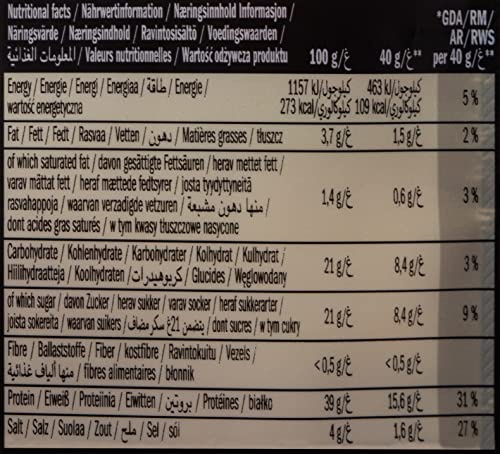 Nutritional facts / Nährwertinformation / Næringsinnhold Informasjon /
Näringsvärde / Næringsindhold / Ravintosisältö / Voedingswaarden /
المعلومات الغذائية / Valeurs nutritionnelles / Wartość odżywcza produktu
100 g/غ 40 g/غ** *GDA/RM/
AR/RWS
per 40 g/غ**
Energy / Energie / Energi / Energiaa / طاقة / Energie /
wartość energetyczna
1157 kJ/كيلوجول 463 kJ/كيلوجول
273 kcal/كيلوكالوري 109 kcal/كيلوكالوري 5 %
Fat / Fett / Fedt / Rasvaa / Vetten / دهون / Matières grasses / tłuszcz 3,7 g/غ 1,5 g/غ 2 %
of which saturated fat / davon gesättigte Fettsäuren / herav mettet fett /
varav mättat fett / heraf mættede fedtsyrer / josta tyydyttyneitä
rasvahappoja / waarvan verzadigde vetzuren / منها دهون مشبعة /
dont acides gras saturés / w tym kwasy tłuszczowe nasycone
1,4 g/غ 0,6 g/غ 3 %
Carbohydrate / Kohlenhydrate / Karbohydrater / Kolhydrat / Kulhydrat /
Hiilihydraatteja / Koolhydraten / كربوهيدرات / Glucides / Węglowodany
21 g/غ 8,4 g/غ 3 %
of which sugar / davon Zucker / herav sukker / varav socker / heraf sukkerarter /
joista sokereita / waarvan suikers / يتضمن 21غ سكر مضاف / dont sucres / w tym cukry
21 g/غ 8,4 g/غ 9 %
Fibre / Ballaststoffe / Fiber / kostfibre / Ravintokuitu / Vezels /
منها ألياف غذائية / fibres alimentaires / błonnik
<0,5 g/غ <0,5 g/غ
Protein / Eiweiß / Proteiinia / Eiwitten / بروتين / Protéines / białko 39 g/غ 15,6 g/غ 31 %
Salt / Salz / Suolaa / Zout / ملح / Sel / sól 4 g/غ 1,6 g/غ 27 %